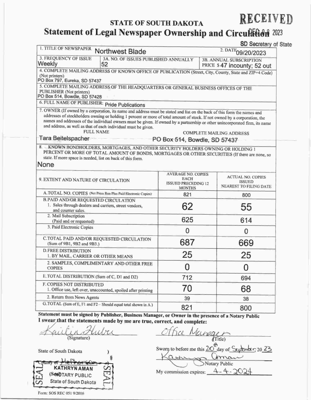 STATE OF SOUTH DAKOTA
RECEIVED
Statement of Legal Newspaper Ownership and Circulation
2023
SD Secretary of State
1. TITLE OF NEWSPAPER
Northwest Blade
2. DATE
09/20/2023
3. FREQUENCY OF ISSUE
Weekly
3A. NO. OF ISSUES PUBLISHED ANNUALLY
52
3B. ANNUAL SUBSCRIPTION
PRICE $47 incounty; 52 out
4. COMPLETE MAILING ADDRESS OF KNOWN OFFICE OF PUBLICATION (Street, City, County, State and ZIP+4 Code)
(Not printers)
PO Box 797, Eureka, SD 57437
5. COMPLETE MAILING ADDRESS OF THE HEADQUARTERS OR GENERAL BUSINESS OFFICES OF THE
PUBLISHER (Not printers)
PO Box 514, Bowdle, SD 57428
6. FULL NAME OF PUBLISHER
Pride Publications
7. OWNER (If owned by a corporation, its name and address must be stated and list on the back of this form the names and
addresses of stockholders owning or holding 1 percent or more of total amount of stock. If not owned by a corporation, the
names and addresses of the individual owners must be given. If owned by a partnership or other unincorporated firm, its name
and address, as well as that of each individual must be given.
FULL NAME
COMPLETE MAILING ADDRESS
Tara Beitelspacher
PO Box 514, Bowdle, SD 57437
8. KNOWN BONDHOLDERS, MORTGAGES, AND OTHER SECURITY HOLDERS OWNING OR HOLDING 1
PERCENT OR MORE OF TOTAL AMOUNT OF BONDS, MORTGAGES OR OTHER SECURITIES (If there are none, so
state. If more space is needed, list on back of this form.
None
9. EXTENT AND NATURE OF CIRCULATION
AVERAGE NO. COPIES
EACH
ISSUED PRECEDING 12
MONTHS
ACTUAL NO. COPIES
ISSUED
NEAREST TO FILING DATE
A. TOTAL NO. COPIES (Net Press Run Plus Paid Electronic Copies)
821
800
B. PAID AND/OR REQUESTED CIRCULATION
1. Sales through dealers and carriers, street vendors,
and counter sales.
62
55
2. Mail Subscription
(Paid and or requested)
625
614
3. Paid Electronic Copies
0
0
C. TOTAL PAID AND/OR REQUESTED CIRCULATION
(Sum of 9B1, 9B2 and 9B3)
687
669
D. FREE DISTRIBUTION
1. BY MAIL, CARRIER OR OTHER MEANS
25
25
2. SAMPLES, COMPLIMENTARY AND OTHER FREE
COPIES
0
0
E. TOTAL DISTRIBUTION (Sum of C, D1 and D2)
712
694
F. COPIES NOT DISTRIBUTED
1. Office use, left over, unaccounted, spoiled after printing
70
68
2. Return from News Agents
39
38
G. TOTAL (Sum of E, F1 and F2 - Should equal total shown in A.)
821
800
Statement must be signed by Publisher, Business Manager, or Owner in the presence of a Notary Public
I swear that the statements made by me are true, correct, and complete:
Office Manager
(Signature)
(Title)
State of South Dakota
Sworn to before me this 20 day of September 2023
SEAL
KATHRYN AMAN
NOTARY PUBLIC
State of South Dakota
SEAL
Kathryn Aman
Notary Public
My commission expires: 4-4-2024